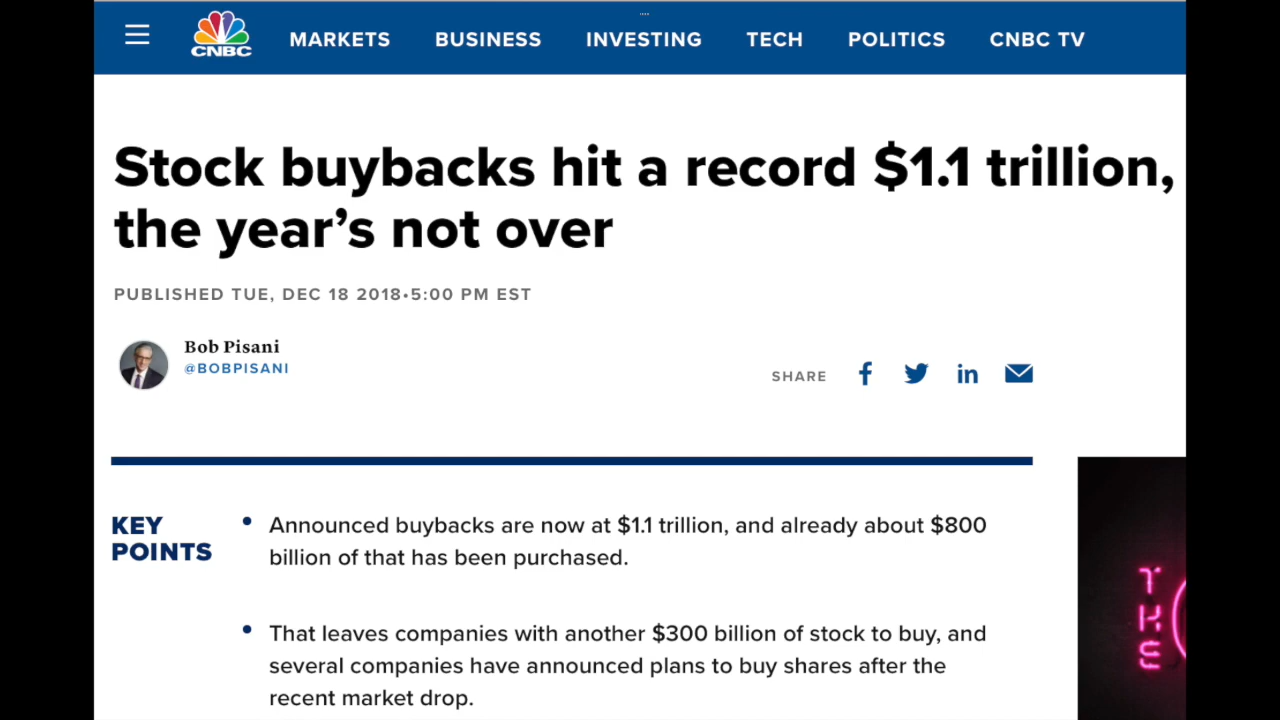 CNBC
MARKETS BUSINESS INVESTING TECH POLITICS CNBC TV
Stock buybacks hit a record $1.1 trillion,
the year’s not over
PUBLISHED TUE, DEC 18 2018•5:00 PM EST
Bob Pisani
@BOBPISANI
SHARE
KEY
POINTS
• Announced buybacks are now at $1.1 trillion, and already about $800
billion of that has been purchased.
• That leaves companies with another $300 billion of stock to buy, and
several companies have announced plans to buy shares after the
recent market drop.
THE